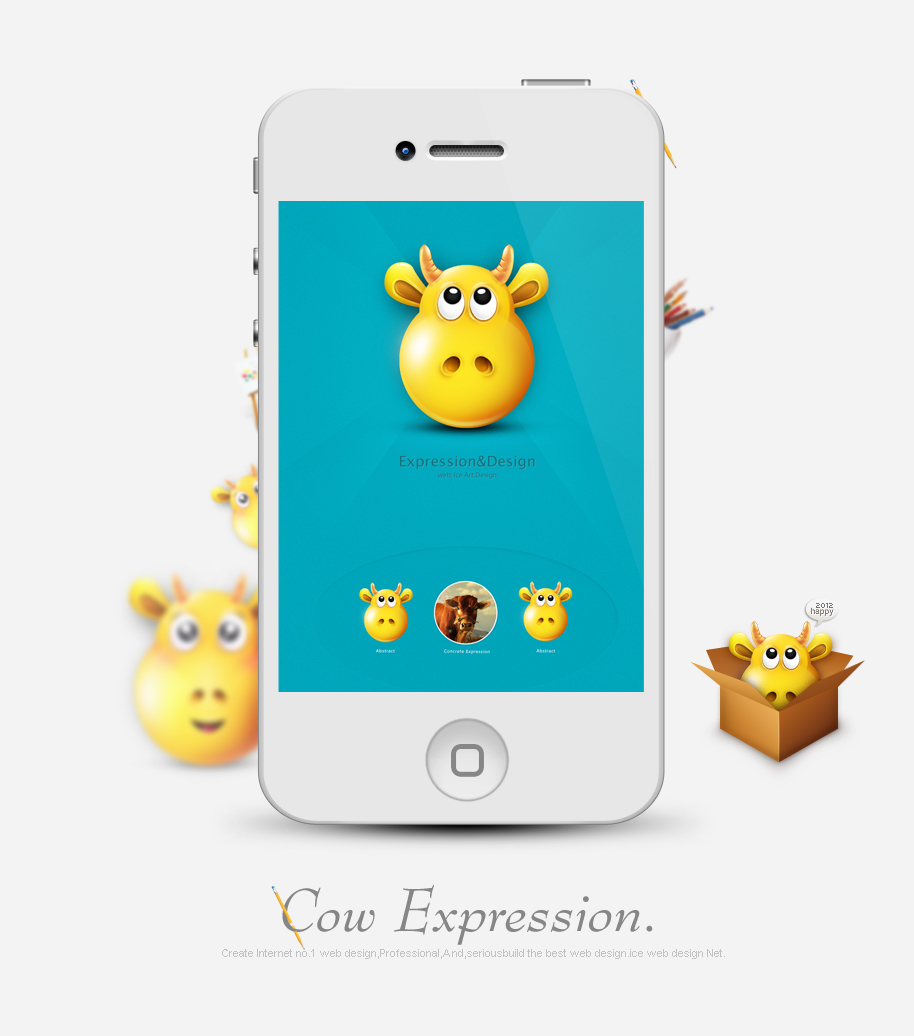 Expression&Design
web.Ice Art Design
Abstract
Concrete Expression
Abstract
2012
happy
Cow Expression.
Create Internet no.1 web design,Professional,And,seriousbuild the best web design.ice web design Net.